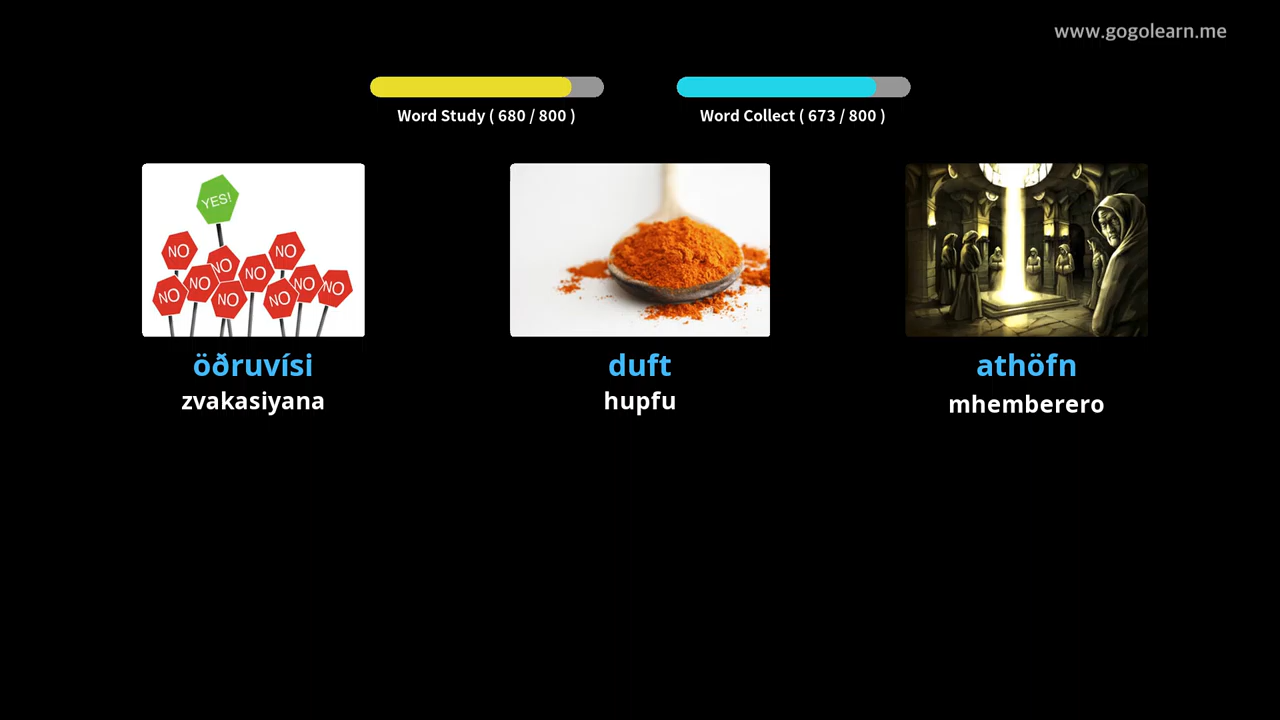 www.gogolearn.me
Word Study ( 680 / 800 )
Word Collect ( 673 / 800 )
YES!
NO
NO
NO
NO
NO
NO
NO
NO
NO
NO
öðruvísi
duft
athöfn
zvakasiyana
hupfu
mhemberero